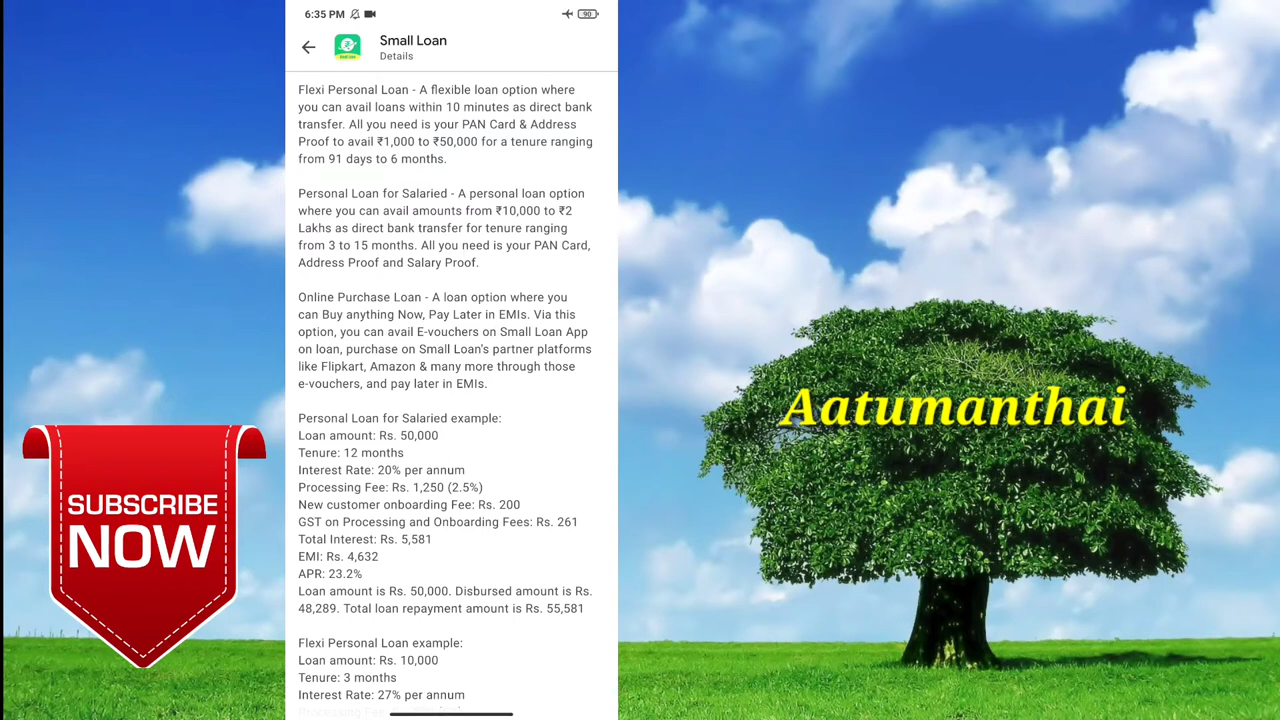 6:35 PM
90
Small Loan
Details
Flexi Personal Loan - A flexible loan option where
you can avail loans within 10 minutes as direct bank
transfer. All you need is your PAN Card & Address
Proof to avail ₹1,000 to ₹50,000 for a tenure ranging
from 91 days to 6 months.
Personal Loan for Salaried - A personal loan option
where you can avail amounts from ₹10,000 to ₹2
Lakhs as direct bank transfer for tenure ranging
from 3 to 15 months. All you need is your PAN Card,
Address Proof and Salary Proof.
Online Purchase Loan - A loan option where you
can Buy anything Now, Pay Later in EMIs. Via this
option, you can avail E-vouchers on Small Loan App
on loan, purchase on Small Loan's partner platforms
like Flipkart, Amazon & many more through those
e-vouchers, and pay later in EMIs.
Personal Loan for Salaried example:
Loan amount: Rs. 50,000
Tenure: 12 months
Interest Rate: 20% per annum
Processing Fee: Rs. 1,250 (2.5%)
New customer onboarding Fee: Rs. 200
GST on Processing and Onboarding Fees: Rs. 261
Total Interest: Rs. 5,581
EMI: Rs. 4,632
APR: 23.2%
Loan amount is Rs. 50,000. Disbursed amount is Rs.
48,289. Total loan repayment amount is Rs. 55,581
Flexi Personal Loan example:
Loan amount: Rs. 10,000
Tenure: 3 months
Interest Rate: 27% per annum
SUBSCRIBE
NOW
Aatumanthai